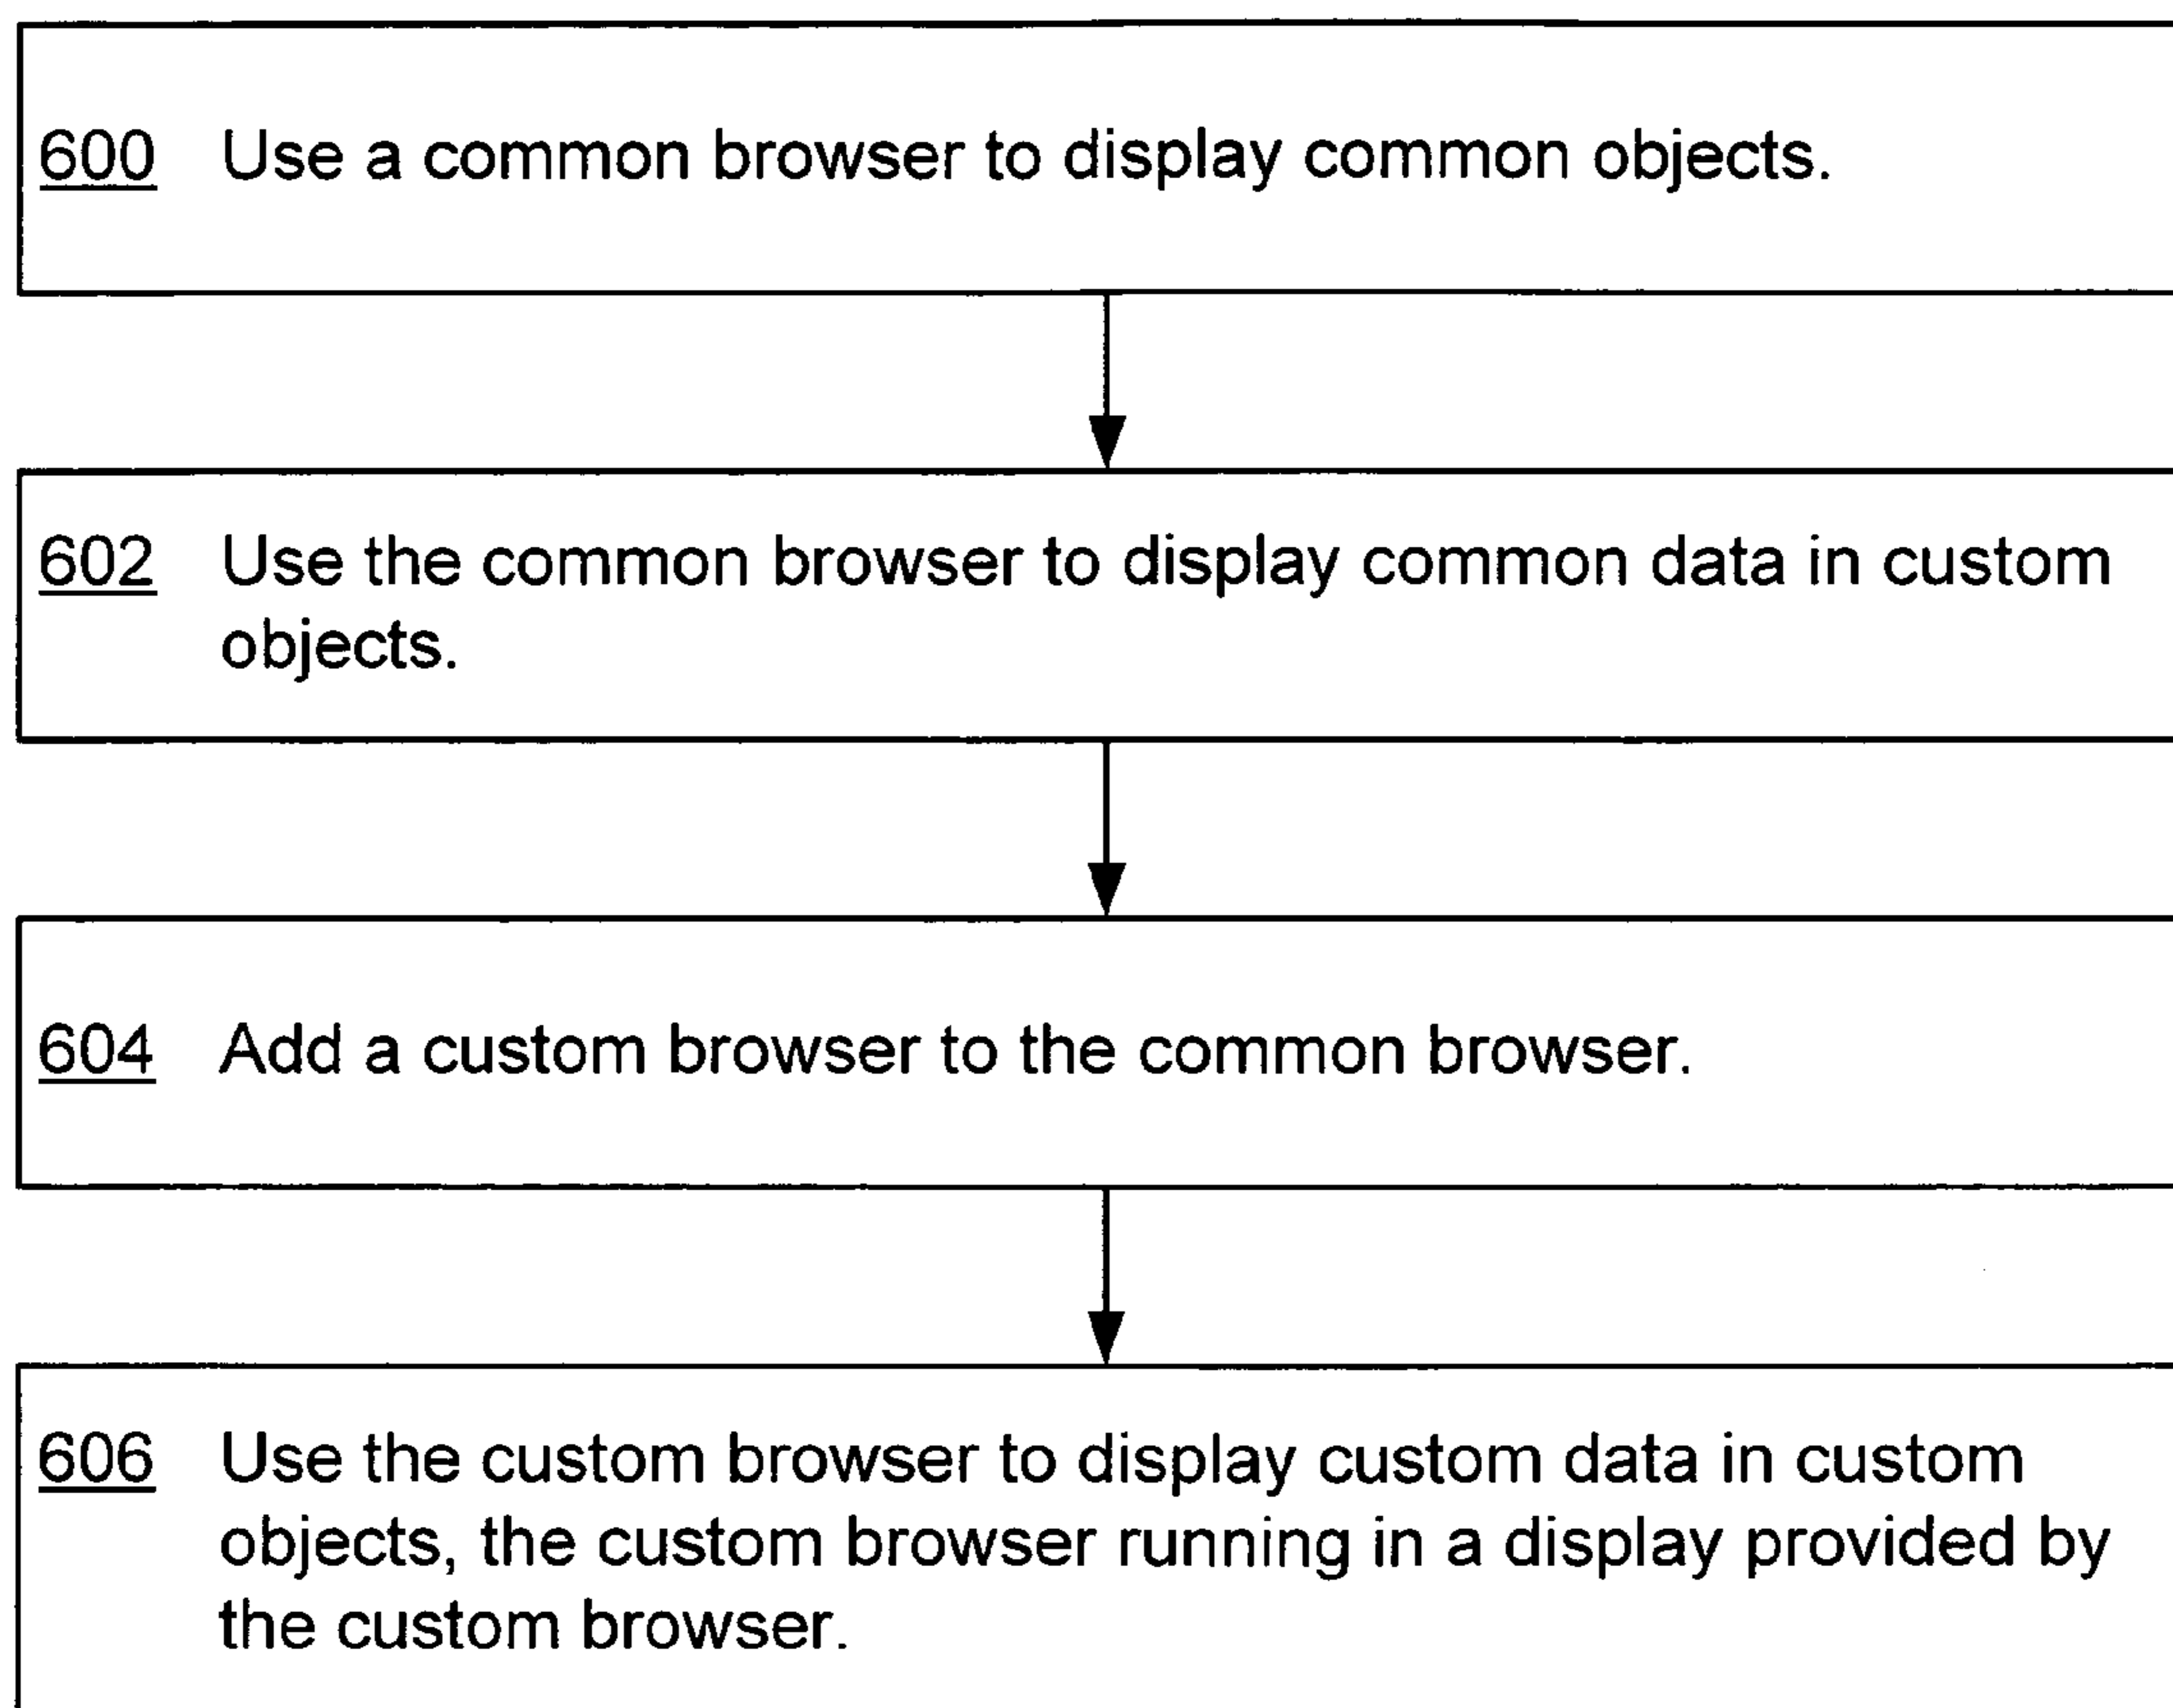 600 Use a common browser to display common objects.
602 Use the common browser to display common data in custom
objects.
604 Add a custom browser to the common browser.
606 Use the custom browser to display custom data in custom
objects, the custom browser running in a display provided by
the custom browser.